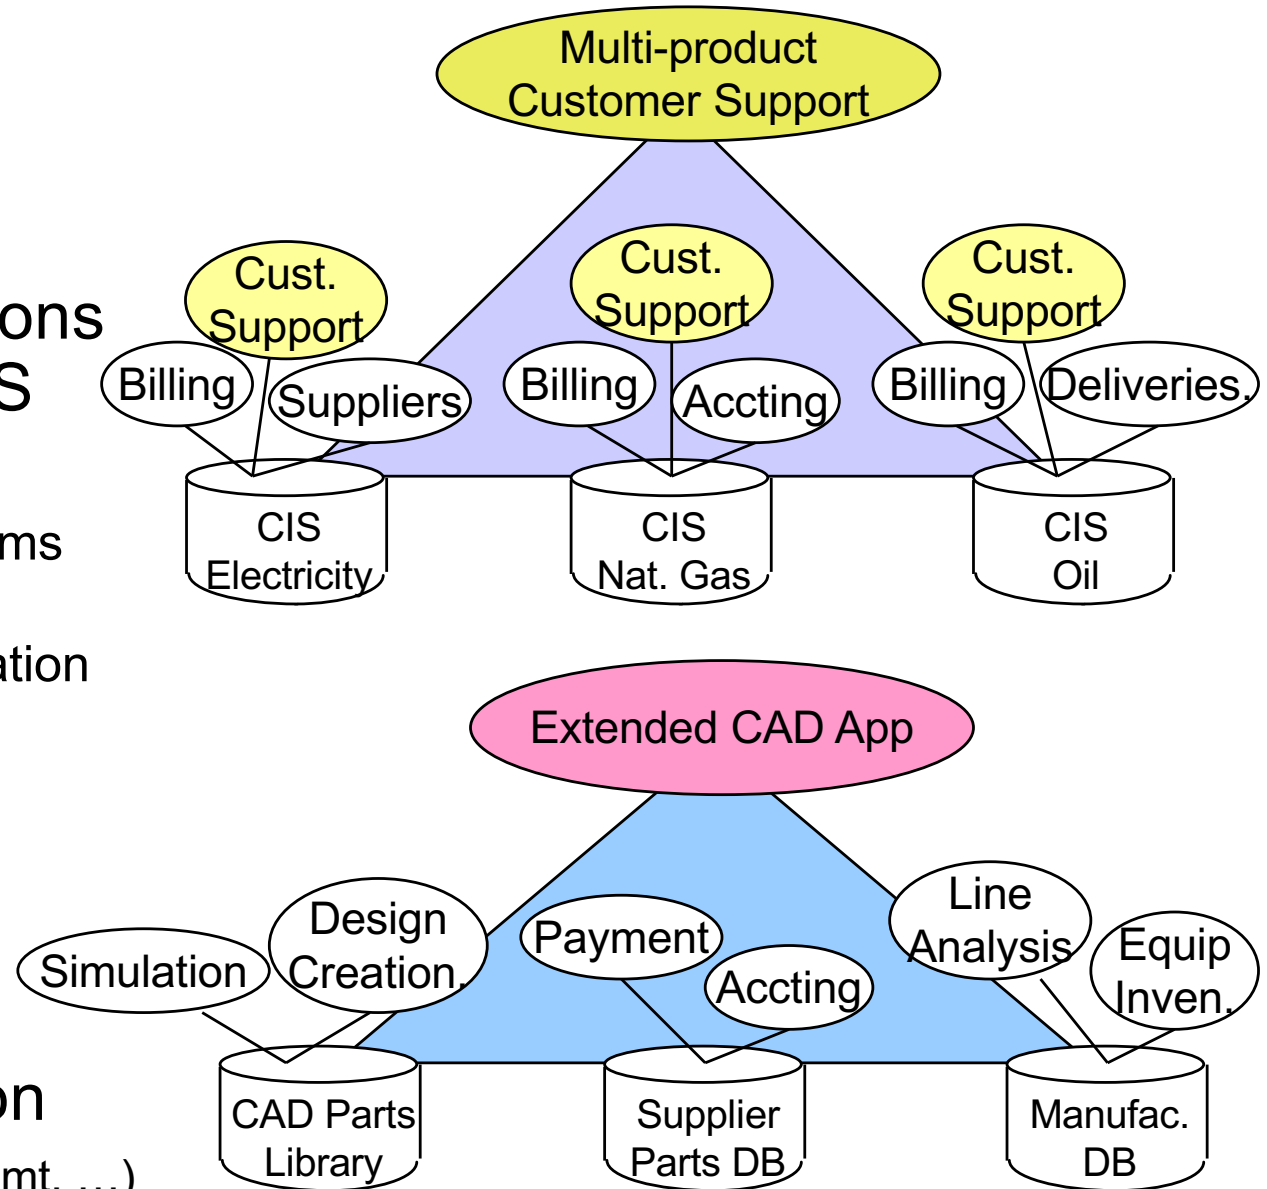 Multi-product
Customer Support
Cust.
Support
Cust.
Support
Cust.
Support
ons
S
Billing
Suppliers
Billing
Accting
Billing
Deliveries.
CIS
Electricity
CIS
Nat. Gas
CIS
Oil
ms
ation
Extended CAD App
Simulation
Design
Creation.
Payment
Accting
Line
Analysis
Equip
Inven.
CAD Parts
Library
Supplier
Parts DB
Manufac.
DB
on
mt, …)